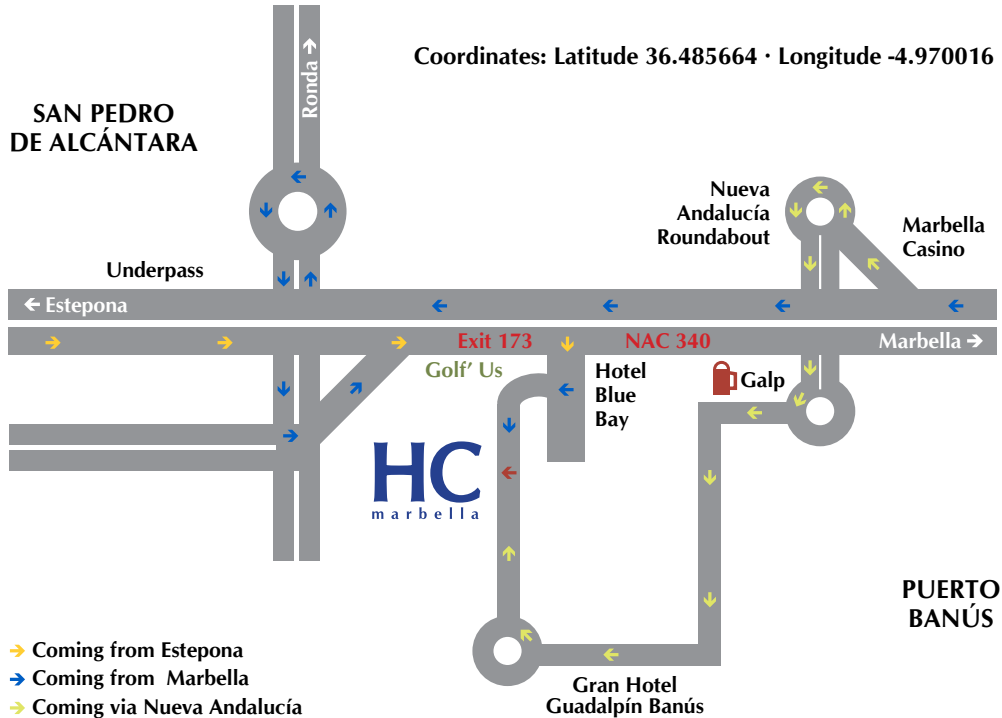 Coordinates: Latitude 36.485664 · Longitude -4.970016
Ronda →
SAN PEDRO
DE ALCÁNTARA
Nueva
Andalucía
Roundabout
Marbella
Casino
Underpass
← Estepona
Exit 173
NAC 340
Marbella →
Golf’ Us
Hotel
Blue
Bay
Galp
HC
marbella
PUERTO
BANÚS
→ Coming from Estepona
→ Coming from Marbella
→ Coming via Nueva Andalucía
Gran Hotel
Guadalpín Banús